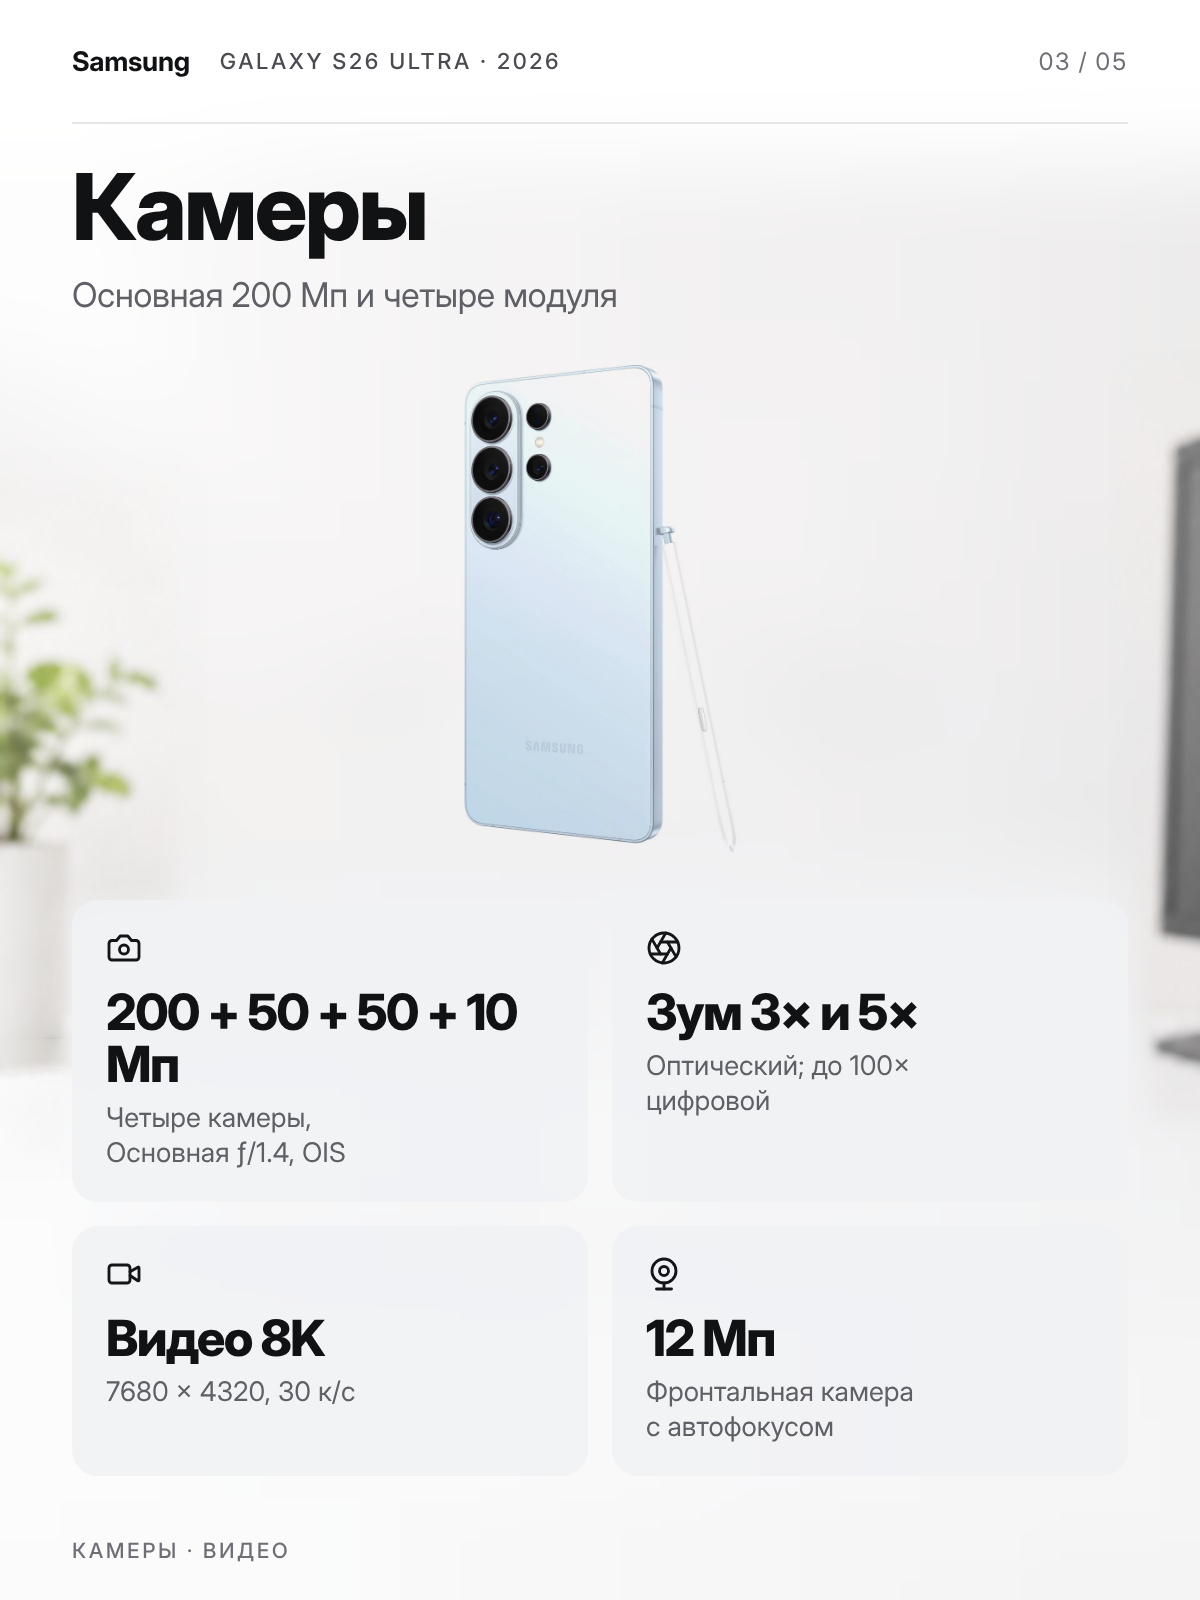 Samsung GALAXY S26 ULTRA · 2026 03 / 05
Камеры
Основная 200 Мп и четыре модуля
SAMSUNG
200 + 50 + 50 + 10
Мп
Четыре камеры,
Основная ƒ/1.4, OIS
Зум 3× и 5×
Оптический; до 100×
цифровой
Видео 8K
7680 × 4320, 30 к/с
12 Мп
Фронтальная камера
с автофокусом
КАМЕРЫ · ВИДЕО